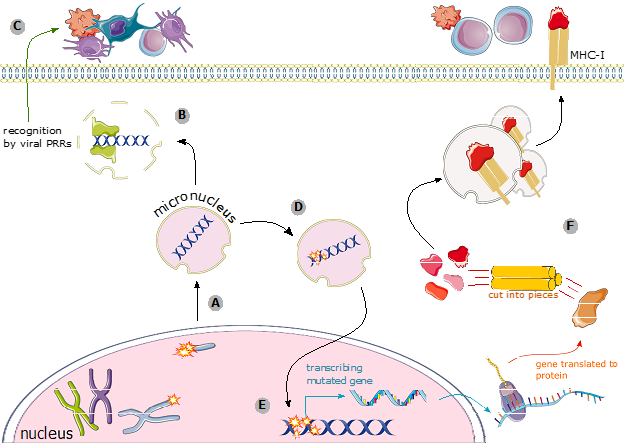 C
MHC-I
B
recognition
by viral PRRs
micronucleus
D
F
cut into pieces
A
gene translated to
protein
transcribing
mutated gene
E
nucleus